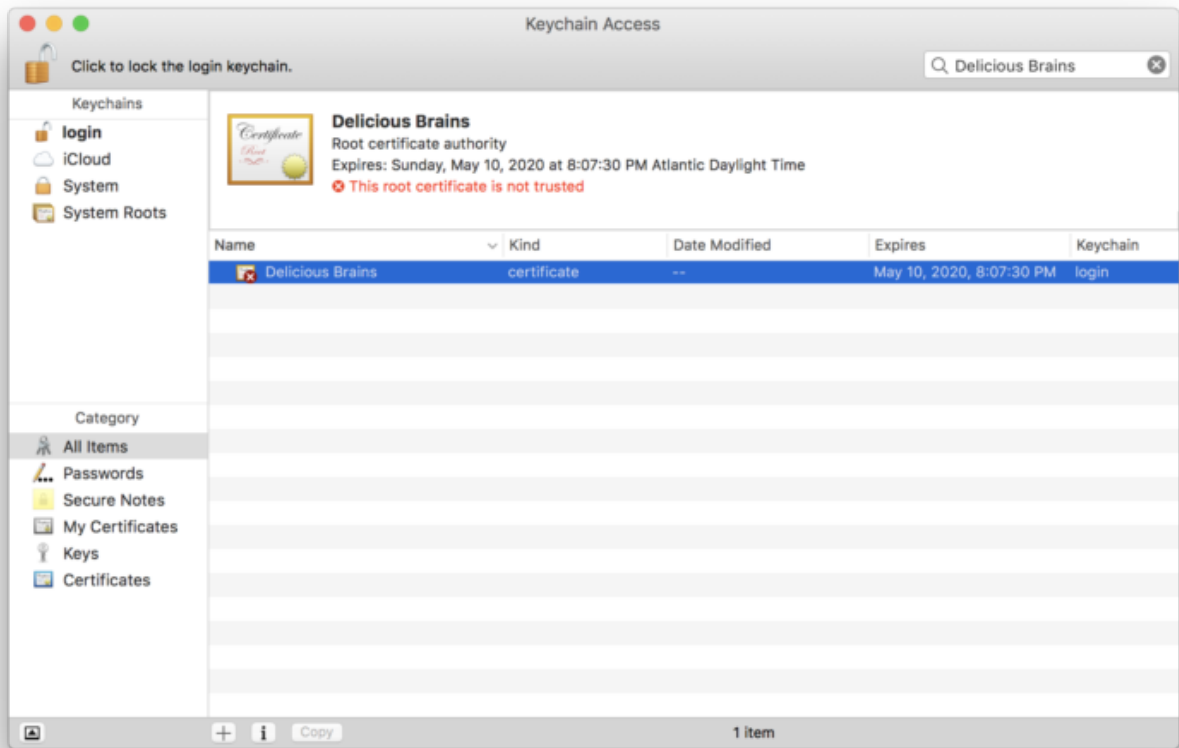 Keychain Access
Click to lock the login keychain.
Delicious Brains
Keychains
login
iCloud
System
System Roots
Certificate
Root
Delicious Brains
Root certificate authority
Expires: Sunday, May 10, 2020 at 8:07:30 PM Atlantic Daylight Time
This root certificate is not trusted
Name Kind Date Modified Expires Keychain
Delicious Brains certificate -- May 10, 2020, 8:07:30 PM login
Category
All Items
Passwords
Secure Notes
My Certificates
Keys
Certificates
+ i Copy 1 item